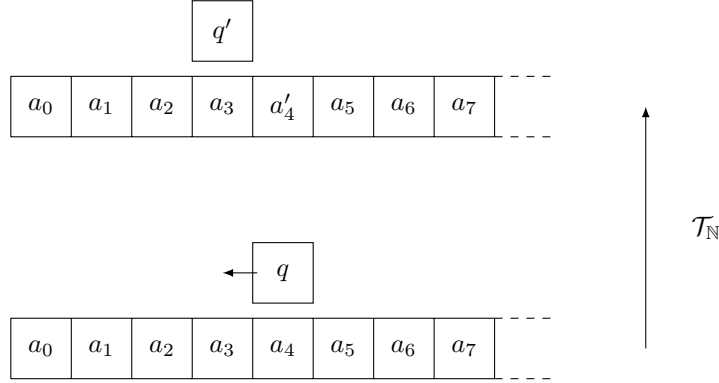 q′
a₀ a₁ a₂ a₃ a′₄ a₅ a₆ a₇
𝒯_ℕ
q
a₀ a₁ a₂ a₃ a₄ a₅ a₆ a₇